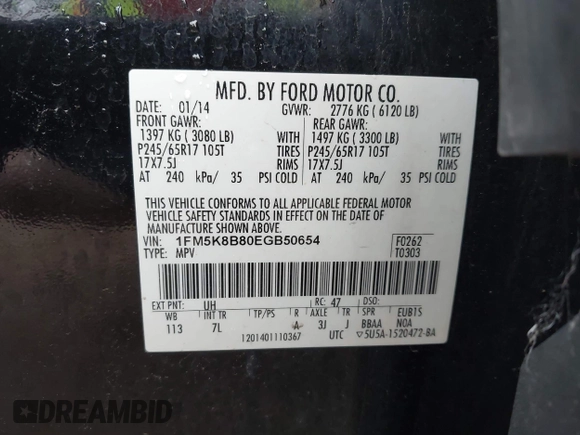 MFD. BY FORD MOTOR CO.
DATE: 01/14 GVWR: 2776 KG ( 6120 LB)
FRONT GAWR: REAR GAWR:
1397 KG ( 3080 LB) WITH 1497 KG ( 3300 LB) WITH
P245/65R17 105T TIRES P245/65R17 105T TIRES
17X7.5J RIMS 17X7.5J RIMS
AT 240 kPa/ 35 PSI COLD AT 240 kPa/ 35 PSI COLD
THIS VEHICLE CONFORMS TO ALL APPLICABLE FEDERAL MOTOR
VEHICLE SAFETY STANDARDS IN EFFECT ON THE DATE OF
MANUFACTURE SHOWN ABOVE.
VIN: 1FM5K8B80EGB50654 F0262
TYPE: MPV T0303
EXT PNT: UH RC: 47 DSO:
WB INT TR TP/PS R AXLE TR SPR EUB1S
113 7L A 3J J BBAA N0A
1201401110367 UTC ▽5U5A-1520472-BA
DREAMBID